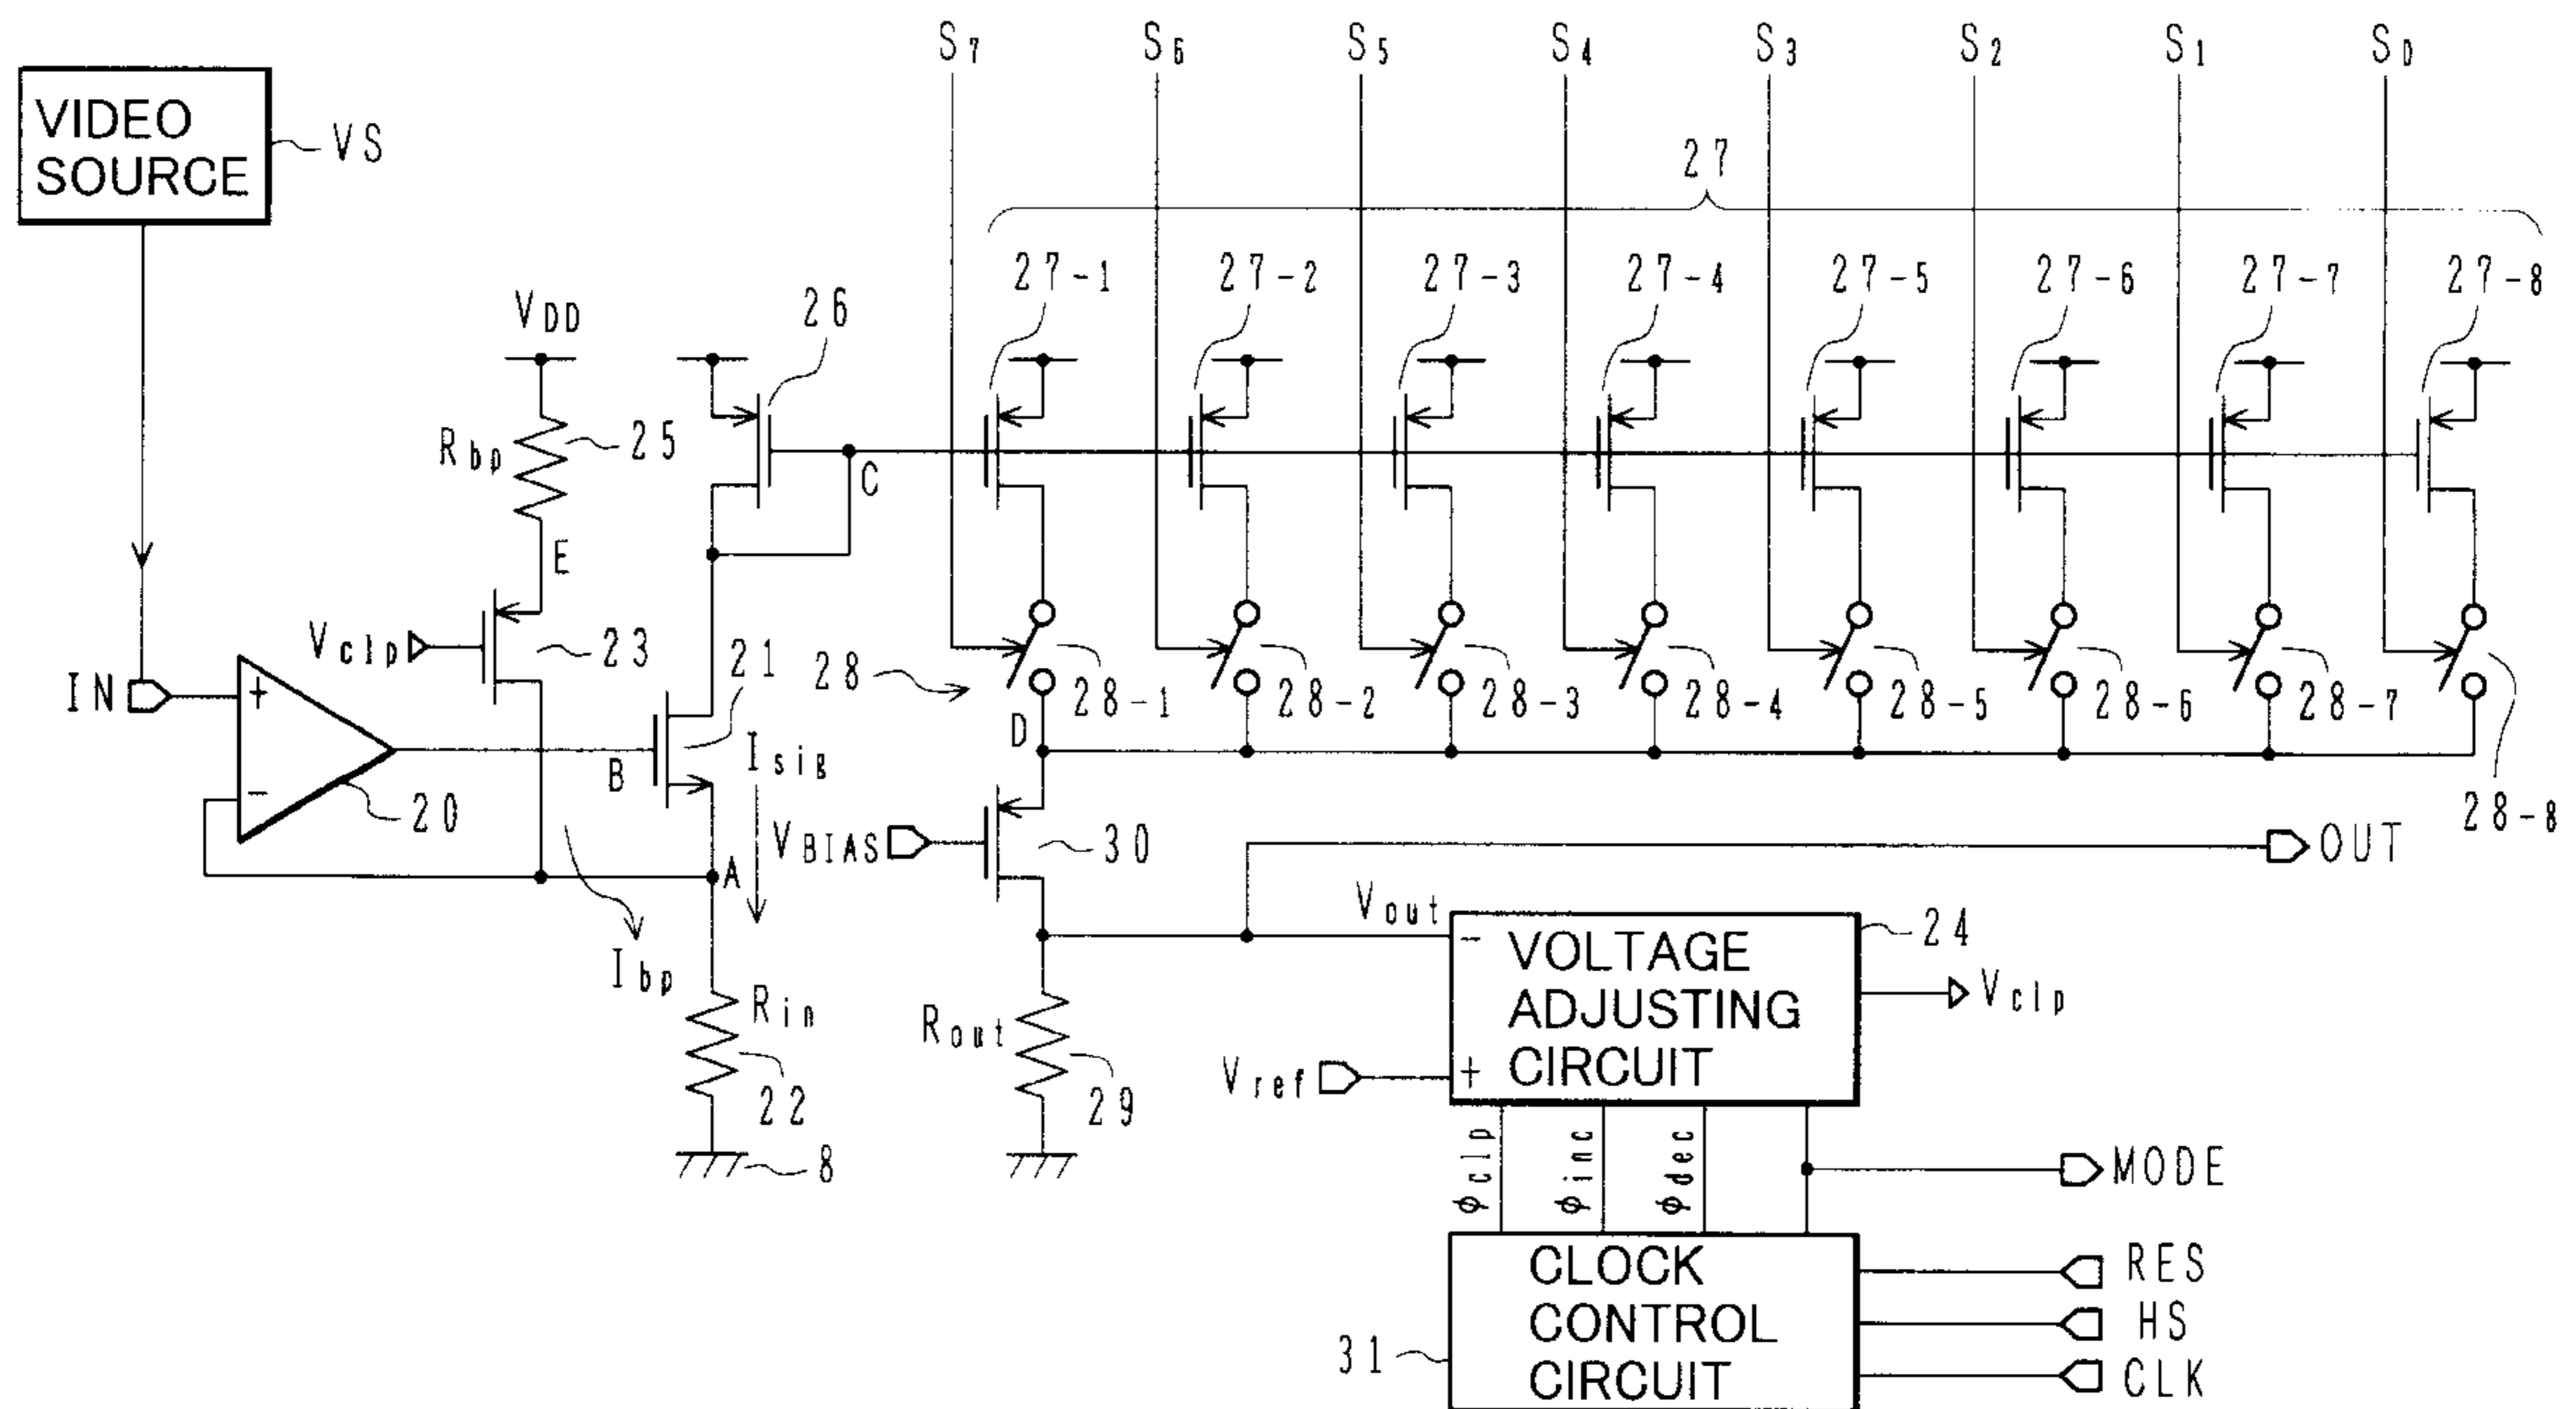 S7 S6 S5 S4 S3 S2 S1 SD
VIDEO
SOURCE
VS
27
27-1 27-2 27-3 27-4 27-5 27-6 27-7 27-8
VDD
26
Rbp
25
C
E
Vclp
23
21
IN
+
28
28-1 28-2 28-3 28-4 28-5 28-6 28-7
28-8
D
Isig
B
−
20
VBIAS
30
OUT
A
Vout
−
VOLTAGE
ADJUSTING
CIRCUIT
24
Ibp
Rin
Rout
Vclp
Vref
+
22
29
8
ϕclp
ϕinc
ϕdec
MODE
CLOCK
CONTROL
CIRCUIT
RES
HS
CLK
31